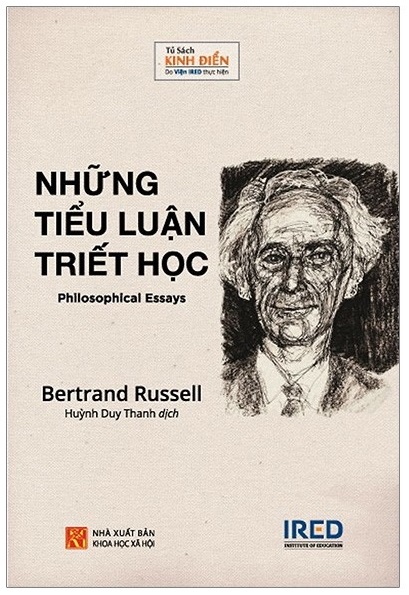 Tủ Sách
KINH ĐIỂN
Do Viện IRED thực hiện
NHỮNG
TIỂU LUẬN
TRIẾT HỌC
Philosophical Essays
Bertrand Russell
Huỳnh Duy Thanh dịch
NHÀ XUẤT BẢN
KHOA HỌC XÃ HỘI
IRED
INSTITUTE OF EDUCATION